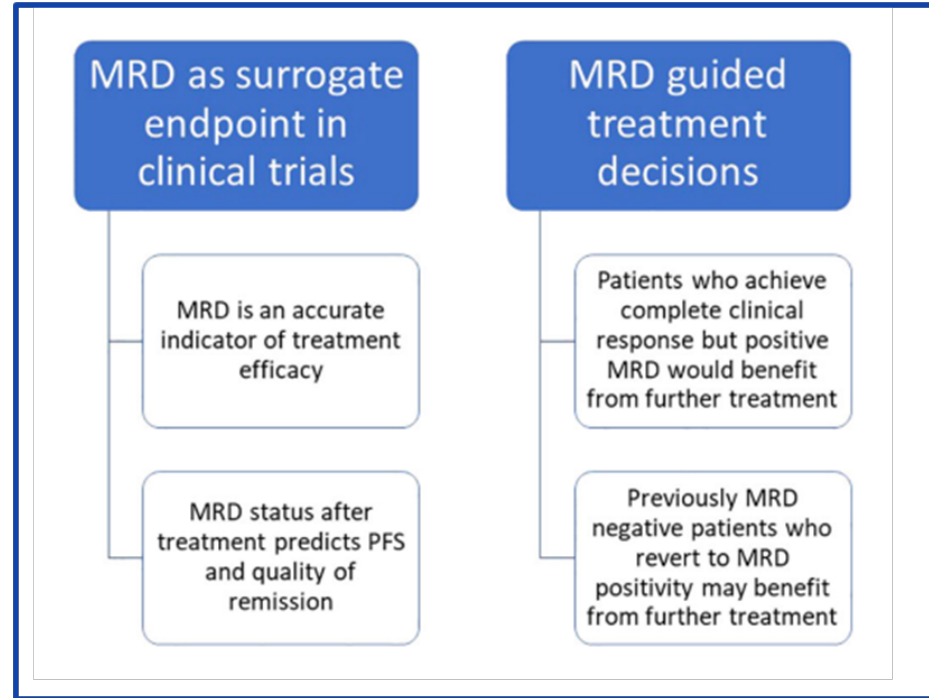 MRD as surrogate
endpoint in
clinical trials
MRD is an accurate
indicator of treatment
efficacy
MRD status after
treatment predicts PFS
and quality of
remission
MRD guided
treatment
decisions
Patients who achieve
complete clinical
response but positive
MRD would benefit
from further treatment
Previously MRD
negative patients who
revert to MRD
positivity may benefit
from further treatment